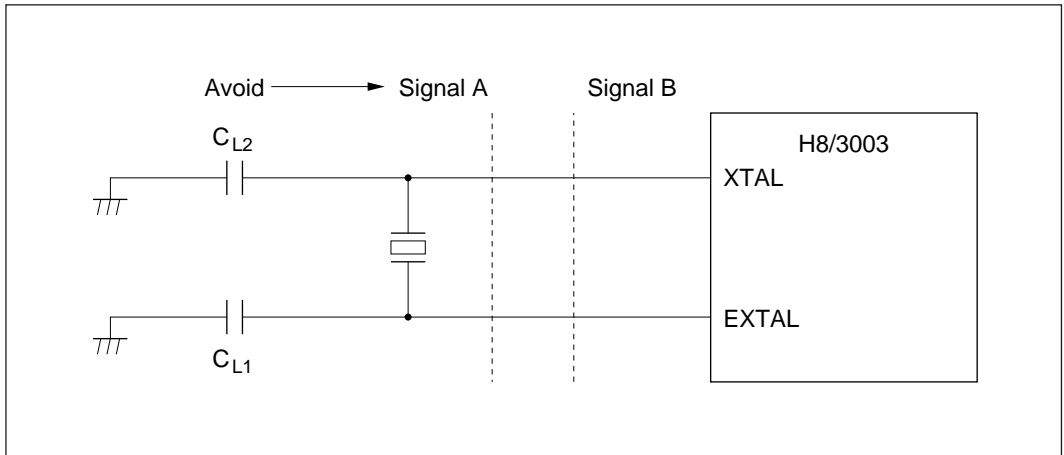 Avoid Signal A Signal B
H8/3003
CL2
XTAL
EXTAL
CL1